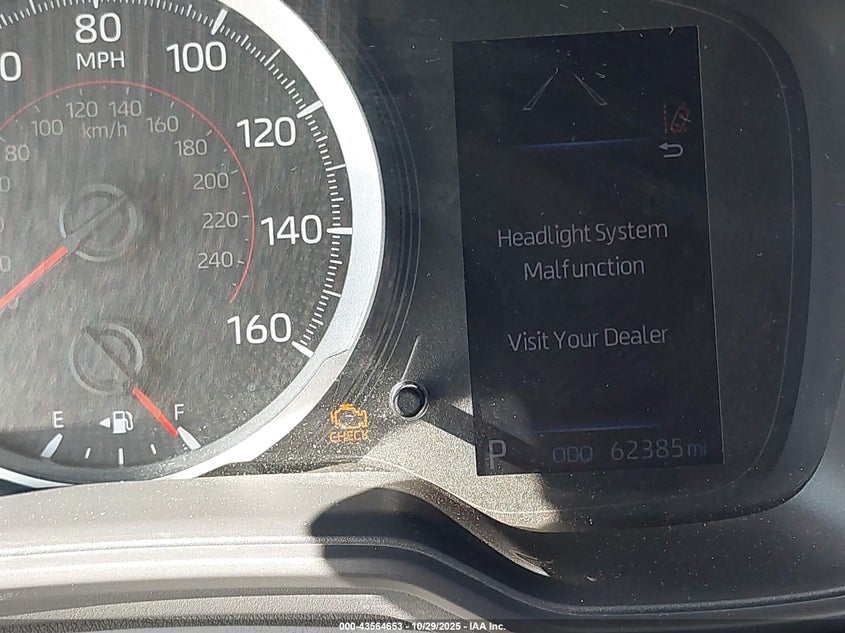 80
MPH
100
120
140
160
100 120 140 160
km/h
80
180
200
220
240
E
F
CHECK
Headlight System
Malfunction
Visit Your Dealer
P ODO 62385 mi
000-43564653 - 10/29/2025 - IAA Inc.